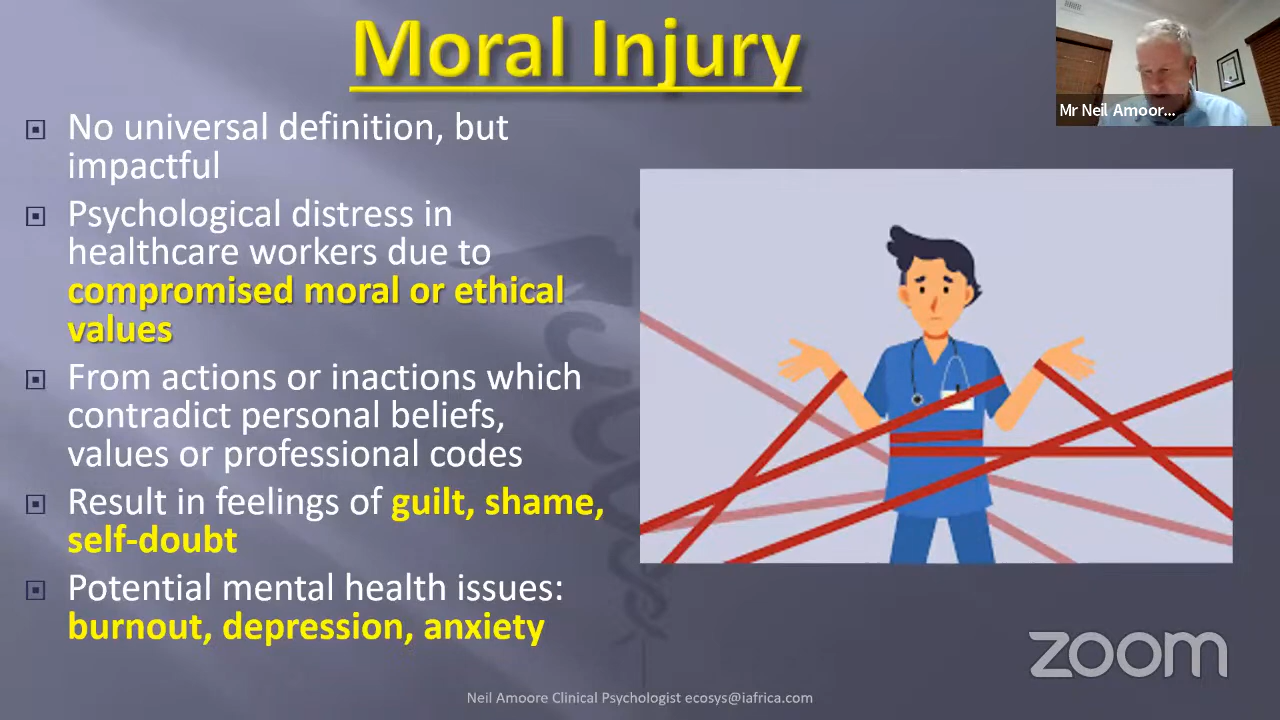 Moral Injury
Mr Neil Amoor...
No universal definition, but
impactful
Psychological distress in
healthcare workers due to
compromised moral or ethical
values
From actions or inactions which
contradict personal beliefs,
values or professional codes
Result in feelings of guilt, shame,
self-doubt
Potential mental health issues:
burnout, depression, anxiety
zoom
Neil Amoore Clinical Psychologist ecosys@iafrica.com